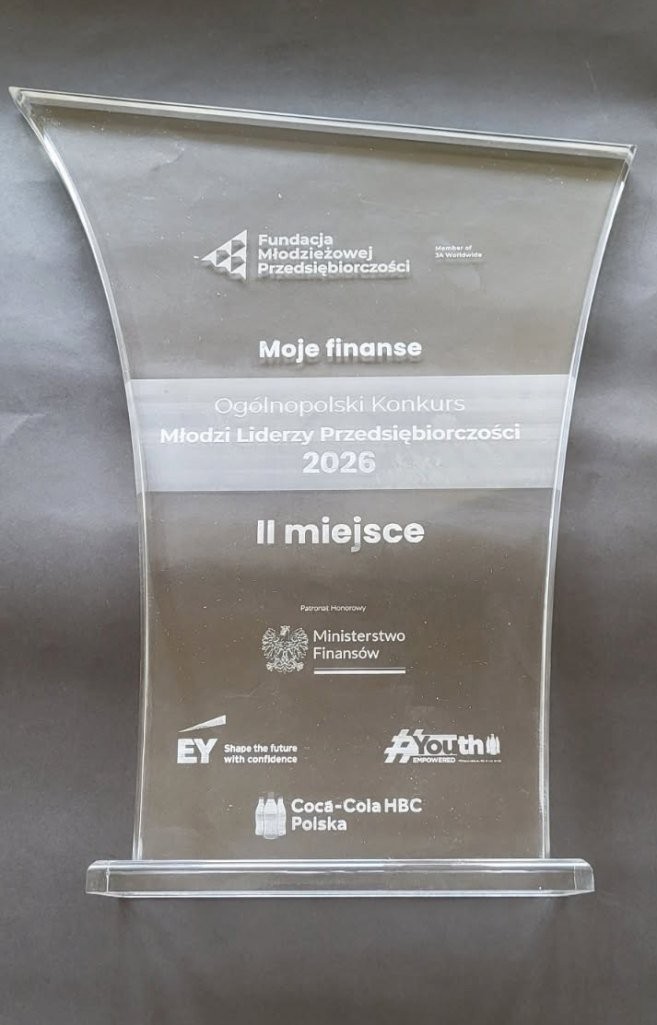 Fundacja
Młodzieżowej
Przedsiębiorczości
Member of
JA Worldwide
Moje finanse
Ogólnopolski Konkurs
Młodzi Liderzy Przedsiębiorczości
2026
II miejsce
Patronat Honorowy
Ministerstwo
Finansów
EY
Shape the future
with confidence
#Youth
EMPOWERED
Coca-Cola HBC
Polska